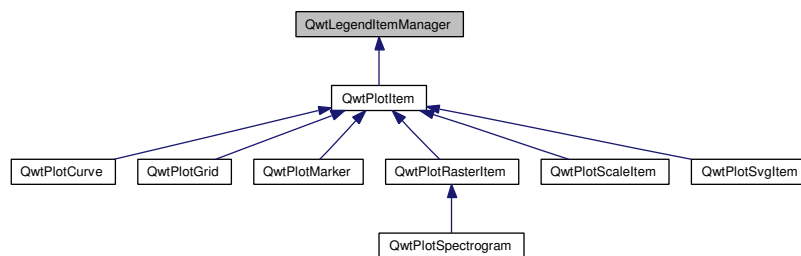 QwtLegendItemManager
QwtPlotItem
QwtPlotCurve
QwtPlotGrid
QwtPlotMarker
QwtPlotRasterItem
QwtPlotScaleItem
QwtPlotSvgItem
QwtPlotSpectrogram